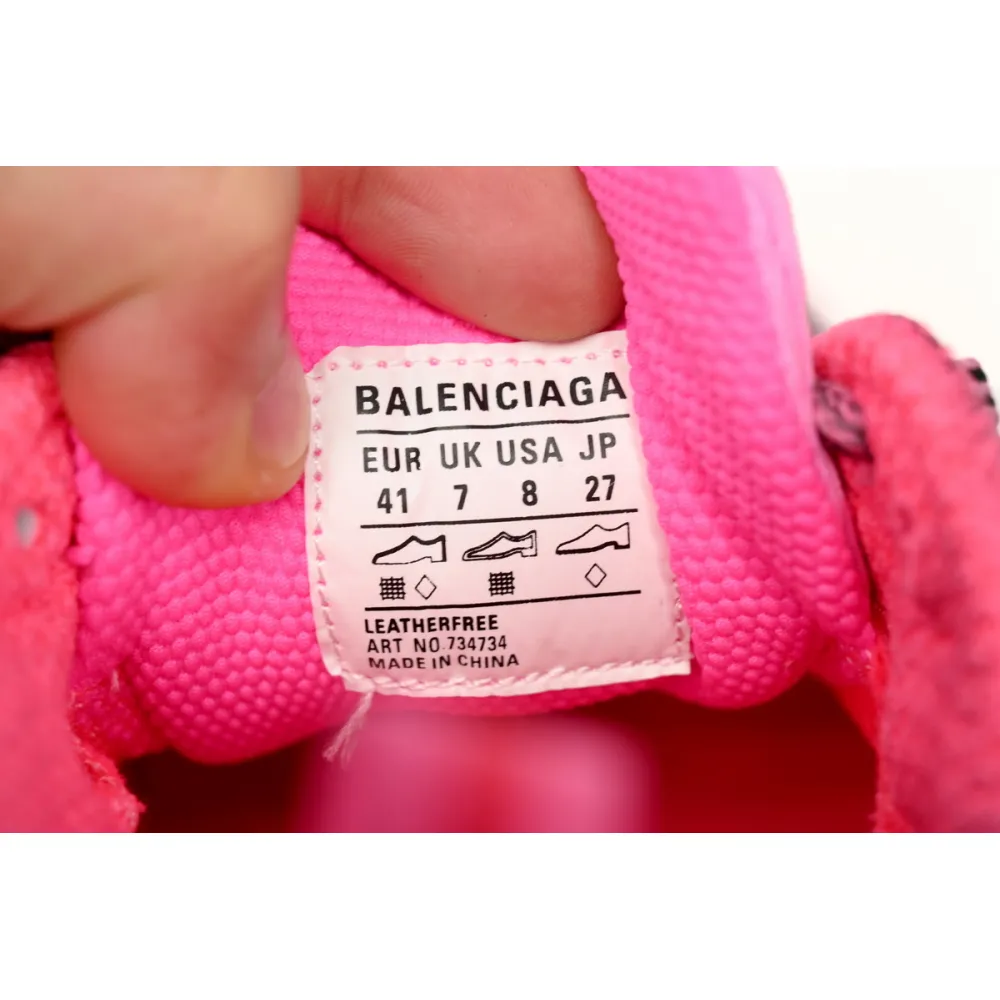 BALENCIAGA
EUR UK USA JP
41 7 8 27
LEATHERFREE
ART NO.734734
MADE IN CHINA